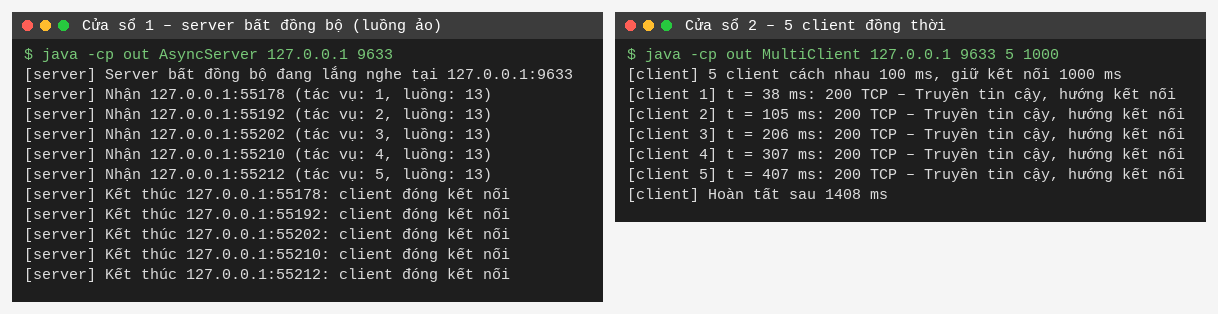 Cửa sổ 1 – server bất đồng bộ (luồng ảo)
$ java -cp out AsyncServer 127.0.0.1 9633
[server] Server bất đồng bộ đang lắng nghe tại 127.0.0.1:9633
[server] Nhận 127.0.0.1:55178 (tác vụ: 1, luồng: 13)
[server] Nhận 127.0.0.1:55192 (tác vụ: 2, luồng: 13)
[server] Nhận 127.0.0.1:55202 (tác vụ: 3, luồng: 13)
[server] Nhận 127.0.0.1:55210 (tác vụ: 4, luồng: 13)
[server] Nhận 127.0.0.1:55212 (tác vụ: 5, luồng: 13)
[server] Kết thúc 127.0.0.1:55178: client đóng kết nối
[server] Kết thúc 127.0.0.1:55192: client đóng kết nối
[server] Kết thúc 127.0.0.1:55202: client đóng kết nối
[server] Kết thúc 127.0.0.1:55210: client đóng kết nối
[server] Kết thúc 127.0.0.1:55212: client đóng kết nối
Cửa sổ 2 – 5 client đồng thời
$ java -cp out MultiClient 127.0.0.1 9633 5 1000
[client] 5 client cách nhau 100 ms, giữ kết nối 1000 ms
[client 1] t = 38 ms: 200 TCP – Truyền tin cậy, hướng kết nối
[client 2] t = 105 ms: 200 TCP – Truyền tin cậy, hướng kết nối
[client 3] t = 206 ms: 200 TCP – Truyền tin cậy, hướng kết nối
[client 4] t = 307 ms: 200 TCP – Truyền tin cậy, hướng kết nối
[client 5] t = 407 ms: 200 TCP – Truyền tin cậy, hướng kết nối
[client] Hoàn tất sau 1408 ms